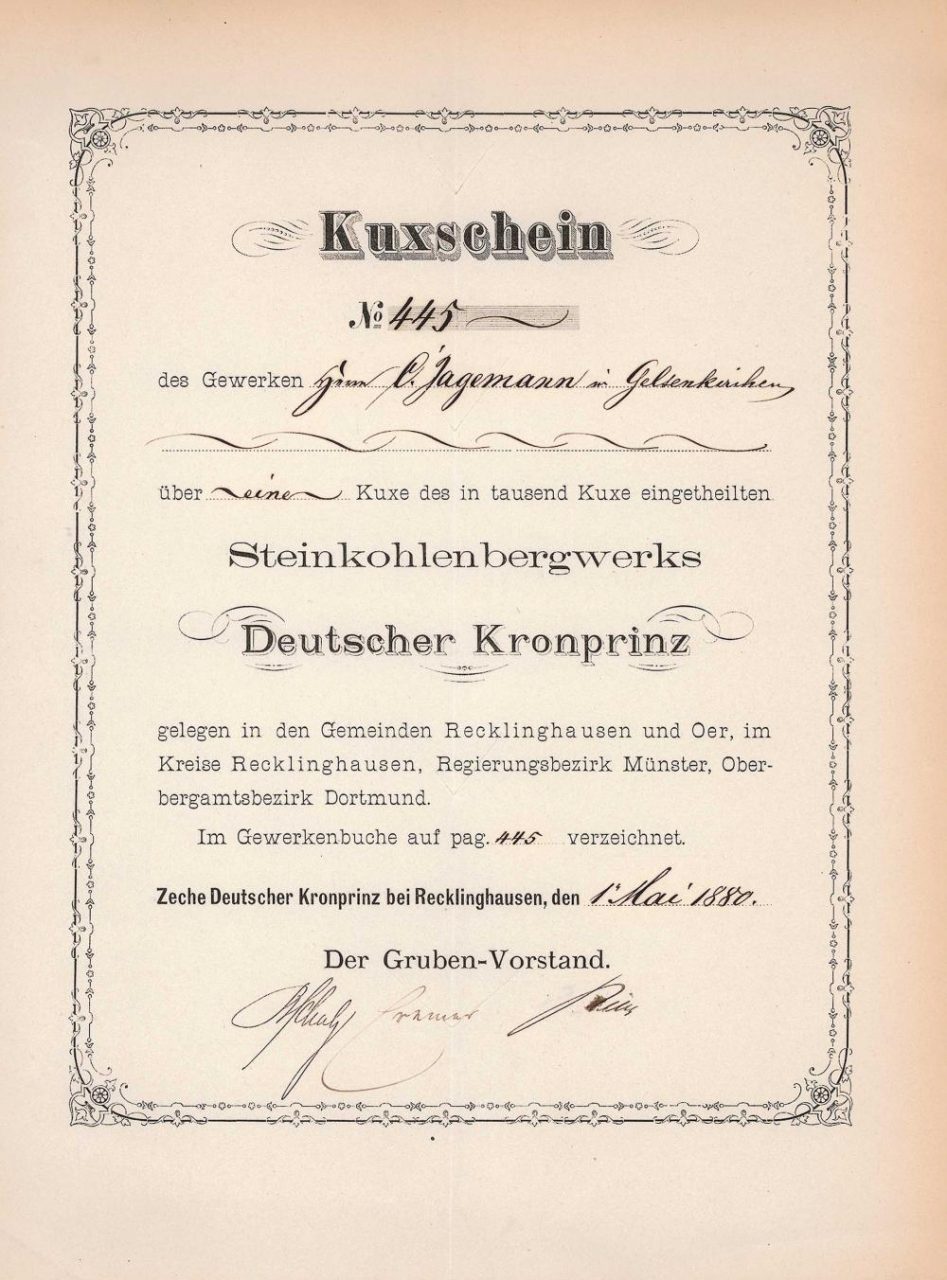 Kuxschein
No 445
des Gewerken Herrn C. Jagemann in Gelsenkirchen
über eine Kuxe des in tausend Kuxe eingetheilten
Steinkohlenbergwerks
Deutscher Kronprinz
gelegen in den Gemeinden Recklinghausen und Oer, im
Kreise Recklinghausen, Regierungsbezirk Münster, Ober-
bergamtsbezirk Dortmund.
Im Gewerkenbuche auf pag. 445 verzeichnet.
Zeche Deutscher Kronprinz bei Recklinghausen, den 1. Mai 1880.
Der Gruben-Vorstand.
Cremer